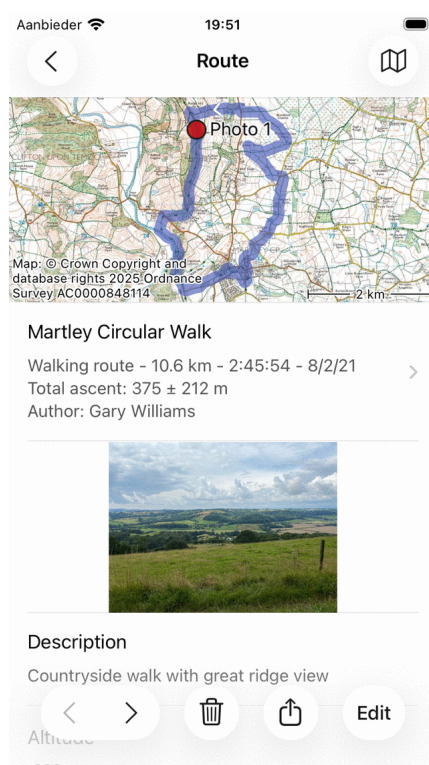 Aanbieder
19:51
Route
Photo 1
Map: © Crown Copyright and
database rights 2025 Ordnance
Survey AC0000848114
2 km
Martley Circular Walk
Walking route - 10.6 km - 2:45:54 - 8/2/21
Total ascent: 375 ± 212 m
Author: Gary Williams
Description
Countryside walk with great ridge view
Edit
Altitude